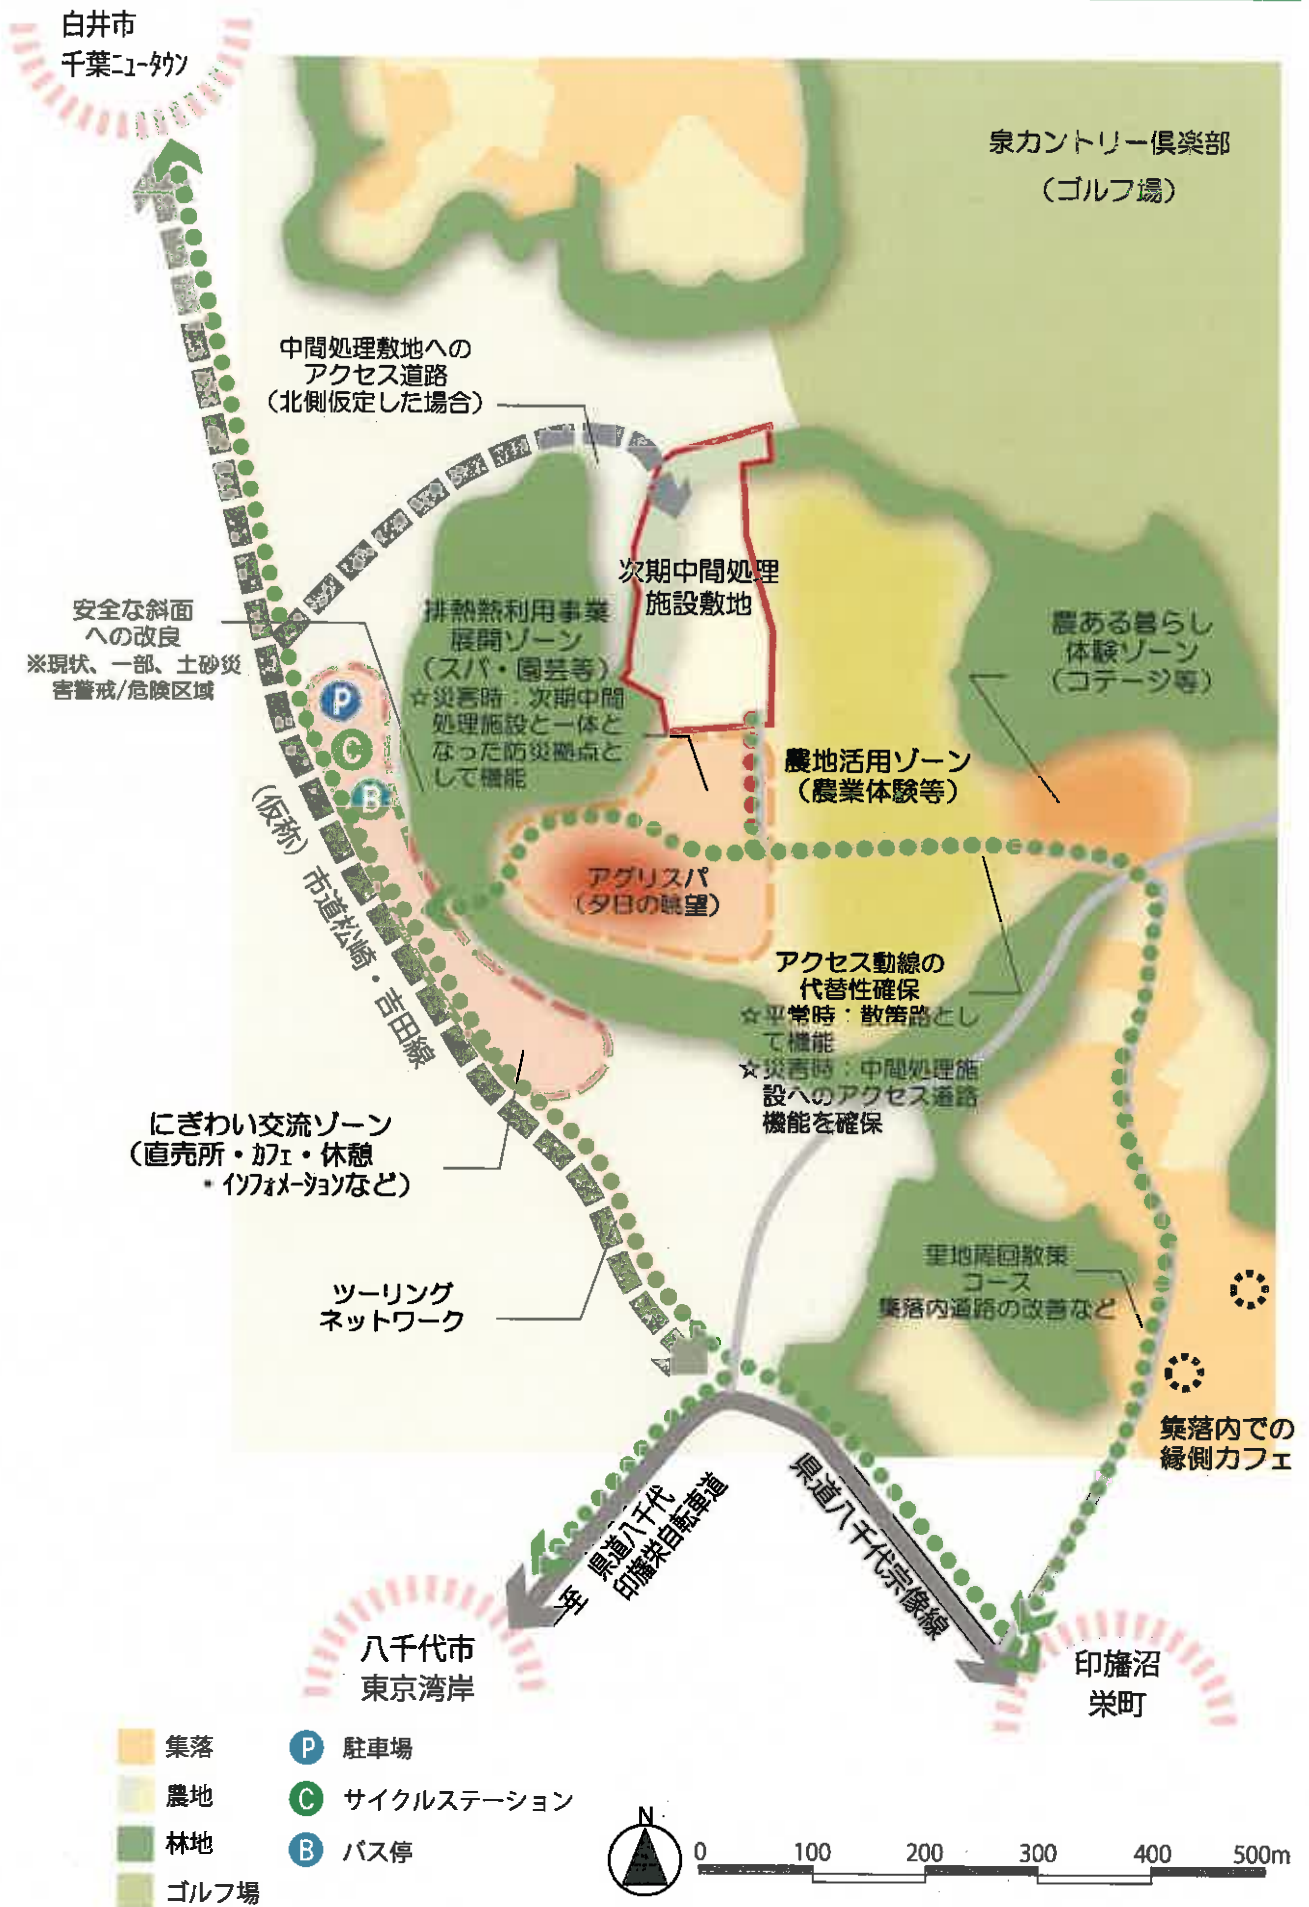 白井市
千葉ニュータウン
泉カントリー倶楽部
（ゴルフ場）
中間処理敷地への
アクセス道路
（北側仮定した場合）
次期中間処理
施設敷地
安全な斜面
への改良
※現状、一部、土砂災
害警戒/危険区域
排熱熱利用事業
展開ゾーン
（スパ・園芸等）
☆災害時：次期中間
処理施設と一体と
なった防災拠点と
して機能
農ある暮らし
体験ゾーン
（コテージ等）
P
C
B
農地活用ゾーン
（農業体験等）
（仮称）市道松崎・吉田線
アグリスパ
（夕日の眺望）
アクセス動線の
代替性確保
☆平常時：散策路とし
て機能
☆災害時：中間処理施
設へのアクセス道路
機能を確保
にぎわい交流ゾーン
（直売所・カフェ・休憩
・インフォメーションなど）
ツーリング
ネットワーク
里地周回散策
コース
集落内道路の改善など
集落内での
縁側カフェ
至 県道八千代
印旛栄自転車道
県道八千代宗像線
八千代市
東京湾岸
印旛沼
栄町
集落
農地
林地
ゴルフ場
P 駐車場
C サイクルステーション
B バス停
N
0 100 200 300 400 500m